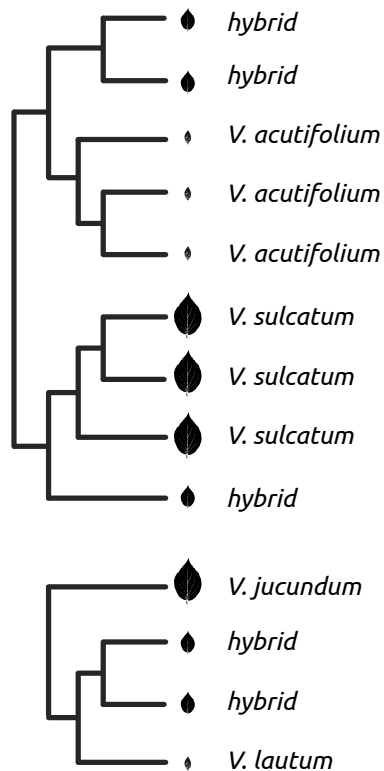 hybrid
hybrid
V. acutifolium
V. acutifolium
V. acutifolium
V. sulcatum
V. sulcatum
V. sulcatum
hybrid
V. jucundum
hybrid
hybrid
V. lautum